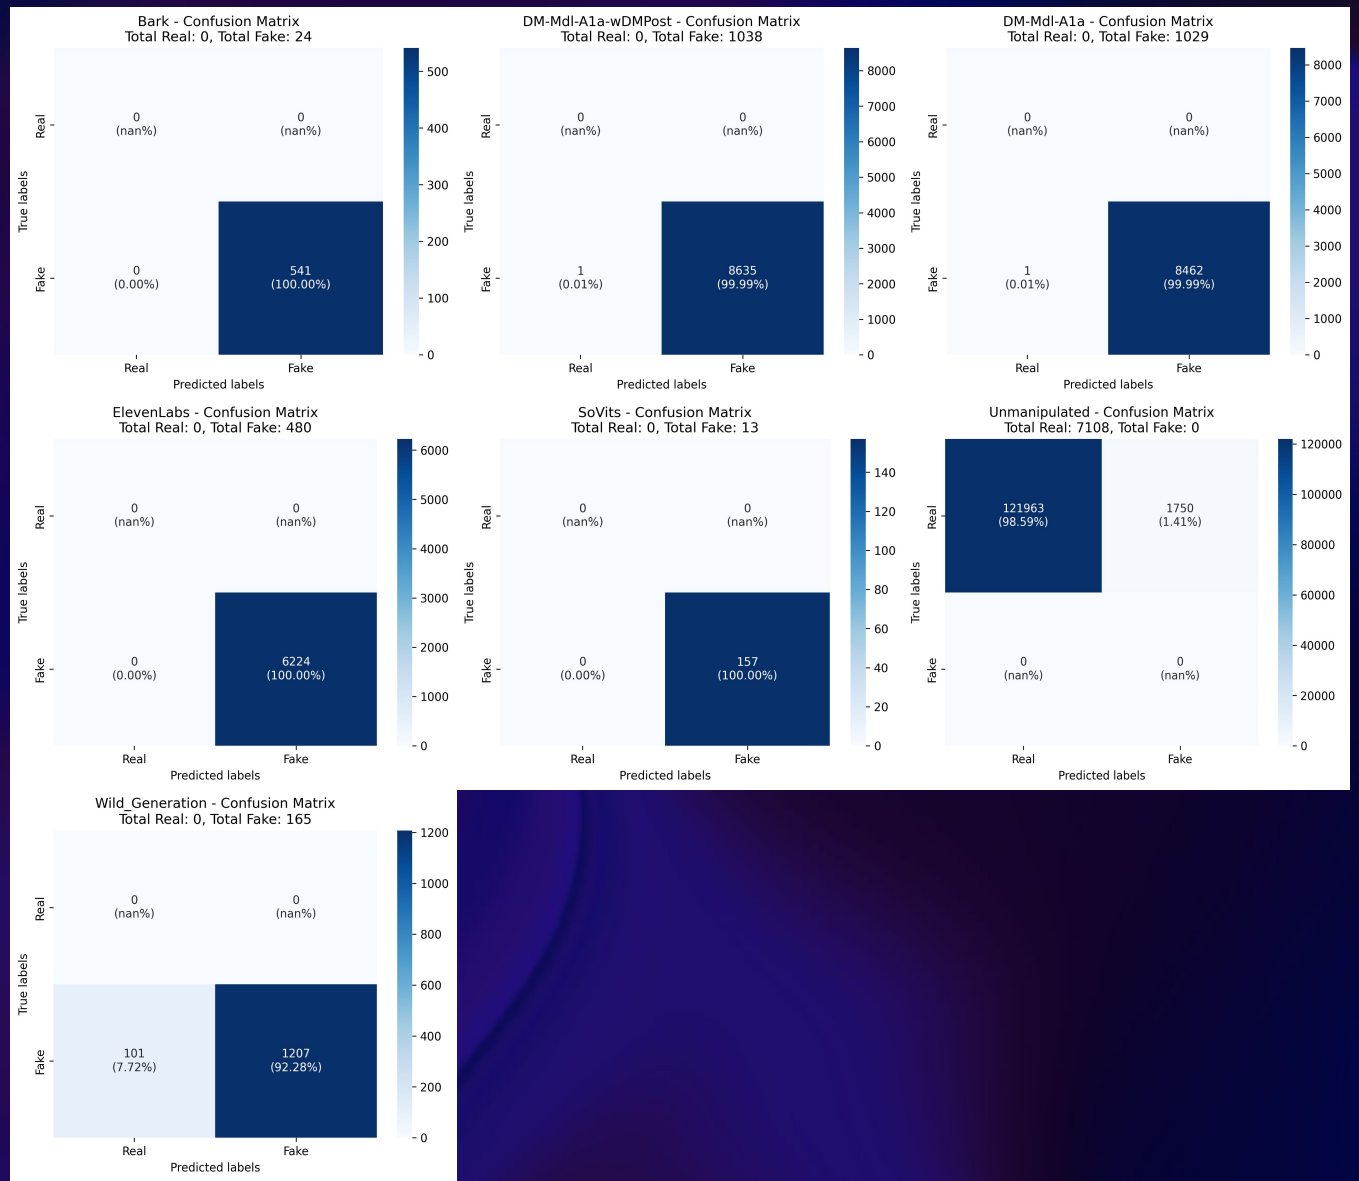 Bark - Confusion Matrix
Total Real: 0, Total Fake: 24
Real
Fake
True labels
0
(nan%)
0
(nan%)
0
(0.00%)
541
(100.00%)
Real
Fake
Predicted labels
500
400
300
200
100
0
DM-Mdl-A1a-wDMPost - Confusion Matrix
Total Real: 0, Total Fake: 1038
Real
Fake
True labels
0
(nan%)
0
(nan%)
1
(0.01%)
8635
(99.99%)
Real
Fake
Predicted labels
8000
7000
6000
5000
4000
3000
2000
1000
0
DM-Mdl-A1a - Confusion Matrix
Total Real: 0, Total Fake: 1029
Real
Fake
True labels
0
(nan%)
0
(nan%)
1
(0.01%)
8462
(99.99%)
Real
Fake
Predicted labels
8000
7000
6000
5000
4000
3000
2000
1000
0
ElevenLabs - Confusion Matrix
Total Real: 0, Total Fake: 480
Real
Fake
True labels
0
(nan%)
0
(nan%)
0
(0.00%)
6224
(100.00%)
Real
Fake
Predicted labels
6000
5000
4000
3000
2000
1000
0
SoVits - Confusion Matrix
Total Real: 0, Total Fake: 13
Real
Fake
True labels
0
(nan%)
0
(nan%)
0
(0.00%)
157
(100.00%)
Real
Fake
Predicted labels
140
120
100
80
60
40
20
0
Unmanipulated - Confusion Matrix
Total Real: 7108, Total Fake: 0
Real
Fake
True labels
121963
(98.59%)
1750
(1.41%)
0
(nan%)
0
(nan%)
Real
Fake
Predicted labels
120000
100000
80000
60000
40000
20000
0
Wild_Generation - Confusion Matrix
Total Real: 0, Total Fake: 165
Real
Fake
True labels
0
(nan%)
0
(nan%)
101
(7.72%)
1207
(92.28%)
Real
Fake
Predicted labels
1200
1000
800
600
400
200
0